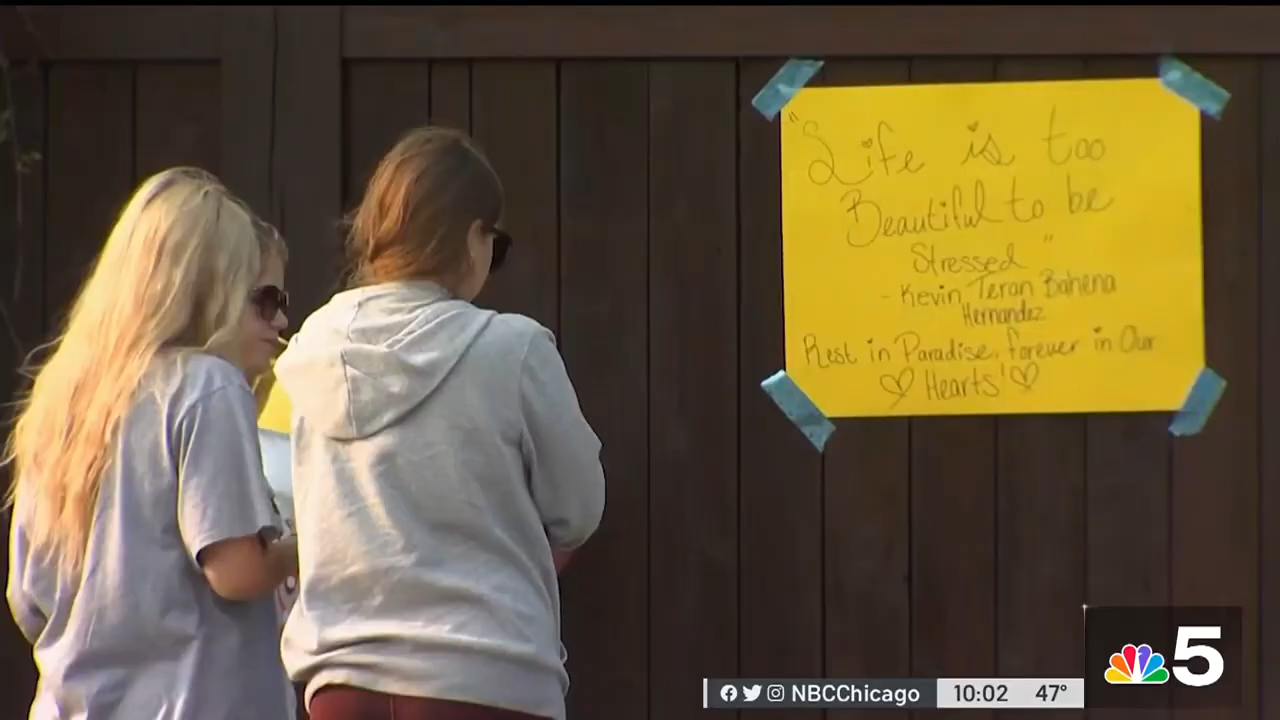 "Life is too
Beautiful to be
Stressed"
- Kevin Teran Bahena
Hernandez
Rest in Paradise, forever in Our
♡ Hearts! ♡
NBCChicago
10:02
47°
5